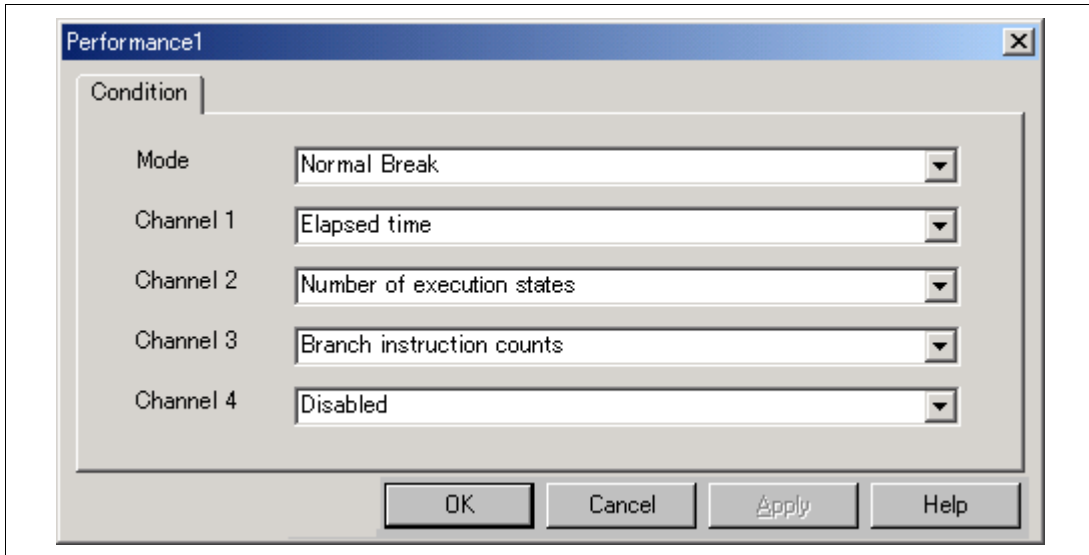 Performance1
Condition
Mode
Normal Break
Channel 1
Elapsed time
Channel 2
Number of execution states
Channel 3
Branch instruction counts
Channel 4
Disabled
OK
Cancel
Apply
Help